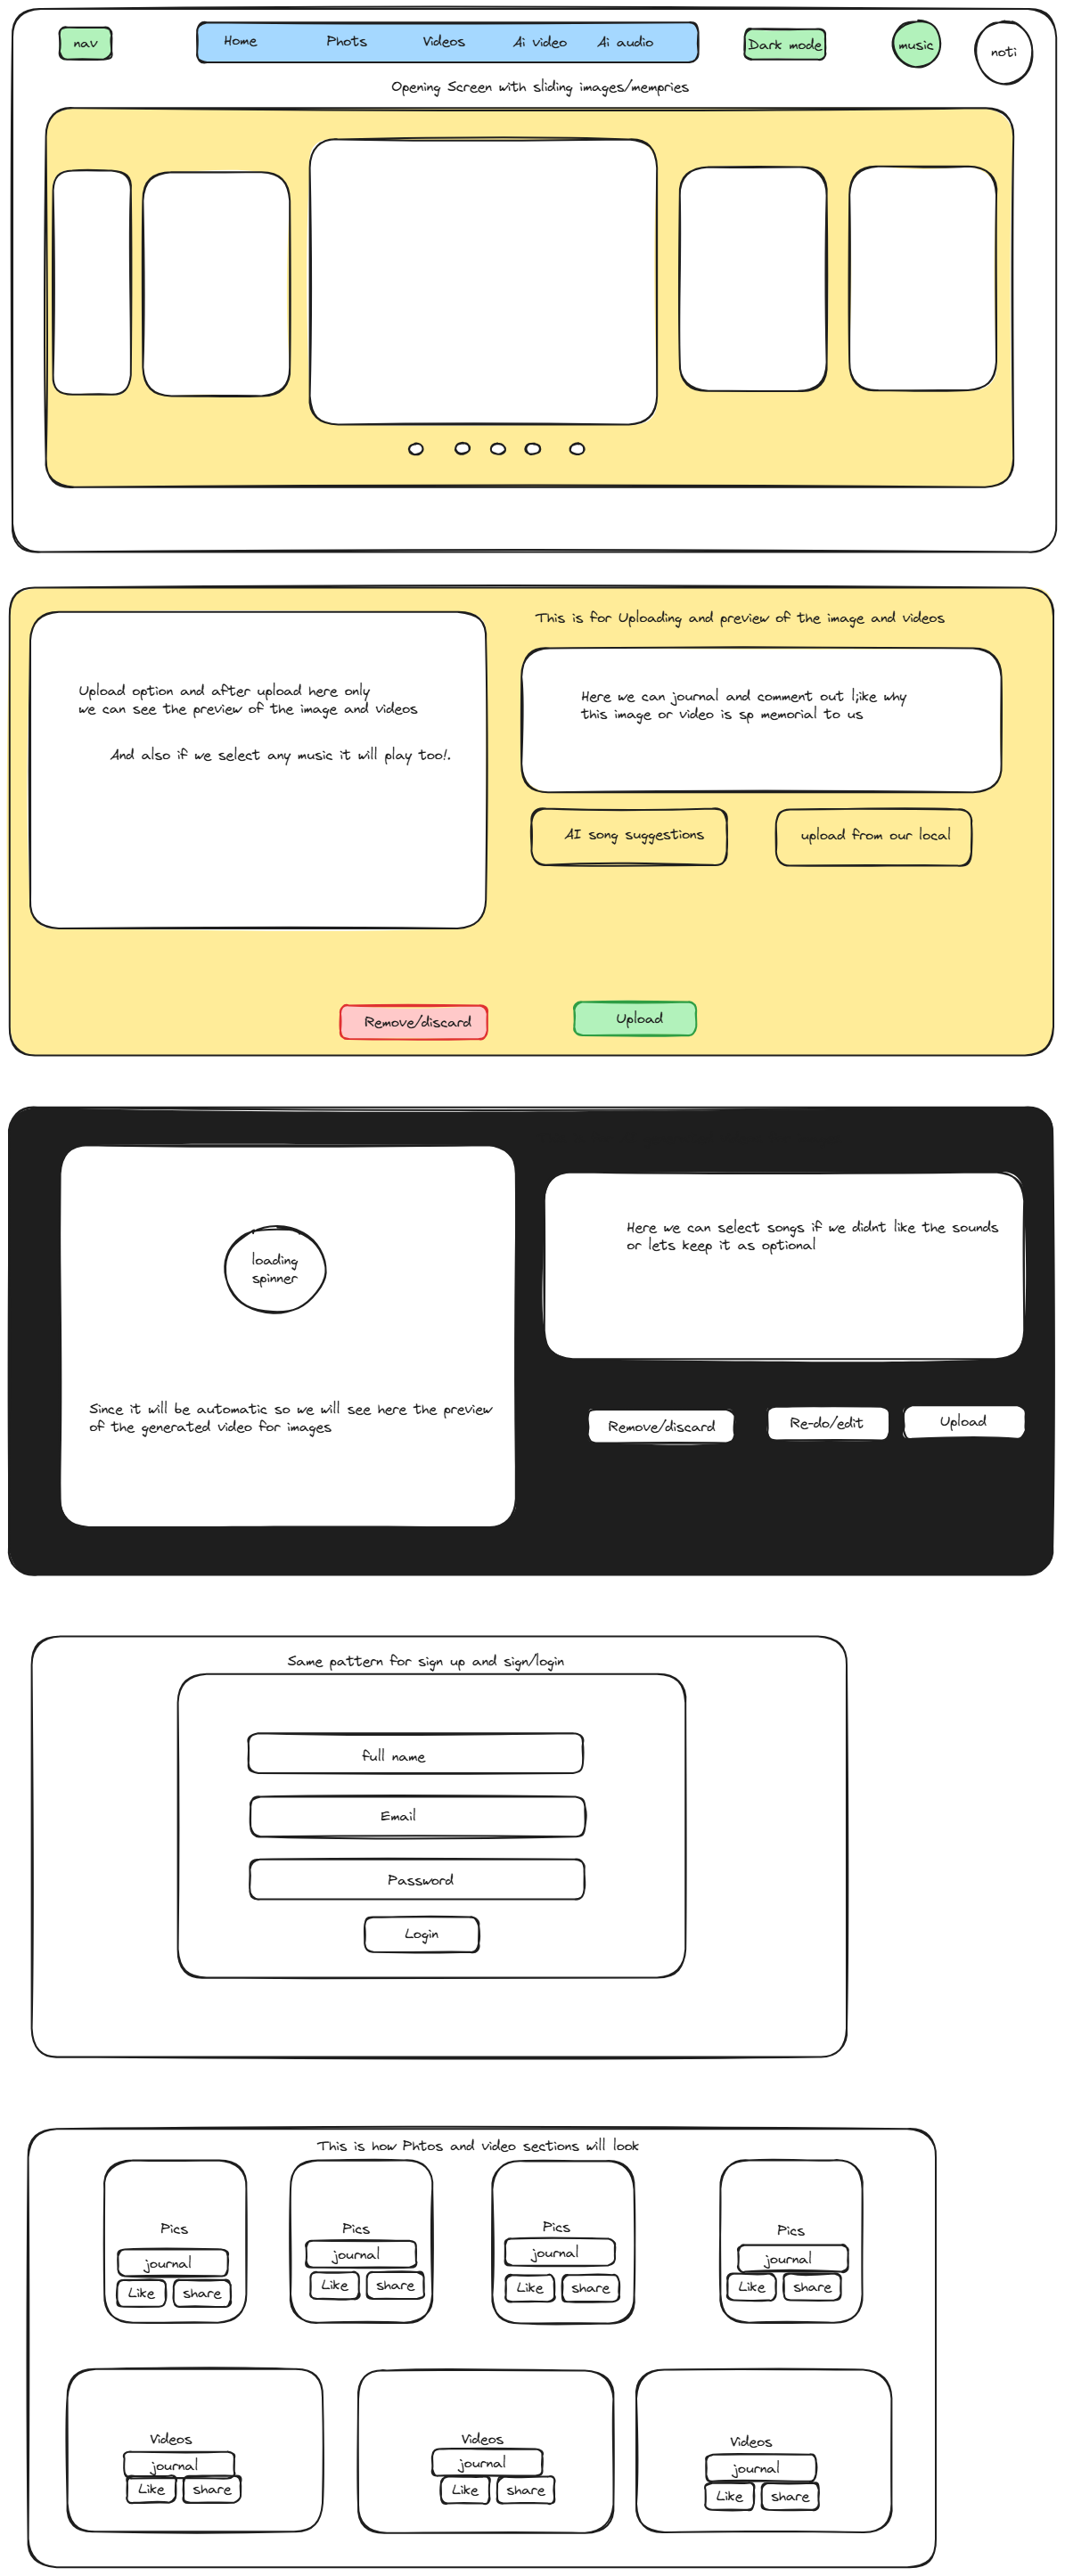 nav
Home
Phots
Videos
Ai video
Ai audio
Dark mode
music
noti
Opening Screen with sliding images/mempries
This is for Uploading and preview of the image and videos
Upload option and after upload here only
we can see the preview of the image and videos
And also if we select any music it will play too!.
Here we can journal and comment out l;ike why
this image or video is sp memorial to us
AI song suggestions
upload from our local
Remove/discard
Upload
loading
spinner
Since it will be automatic so we will see here the preview
of the generated video for images
Here we can select songs if we didnt like the sounds
or lets keep it as optional
Remove/discard
Re-do/edit
Upload
Same pattern for sign up and sign/login
full name
Email
Password
Login
This is how Phtos and video sections will look
Pics
journal
Like
share
Pics
journal
Like
share
Pics
journal
Like
share
Pics
journal
Like
share
Videos
journal
Like
share
Videos
journal
Like
share
Videos
journal
Like
share